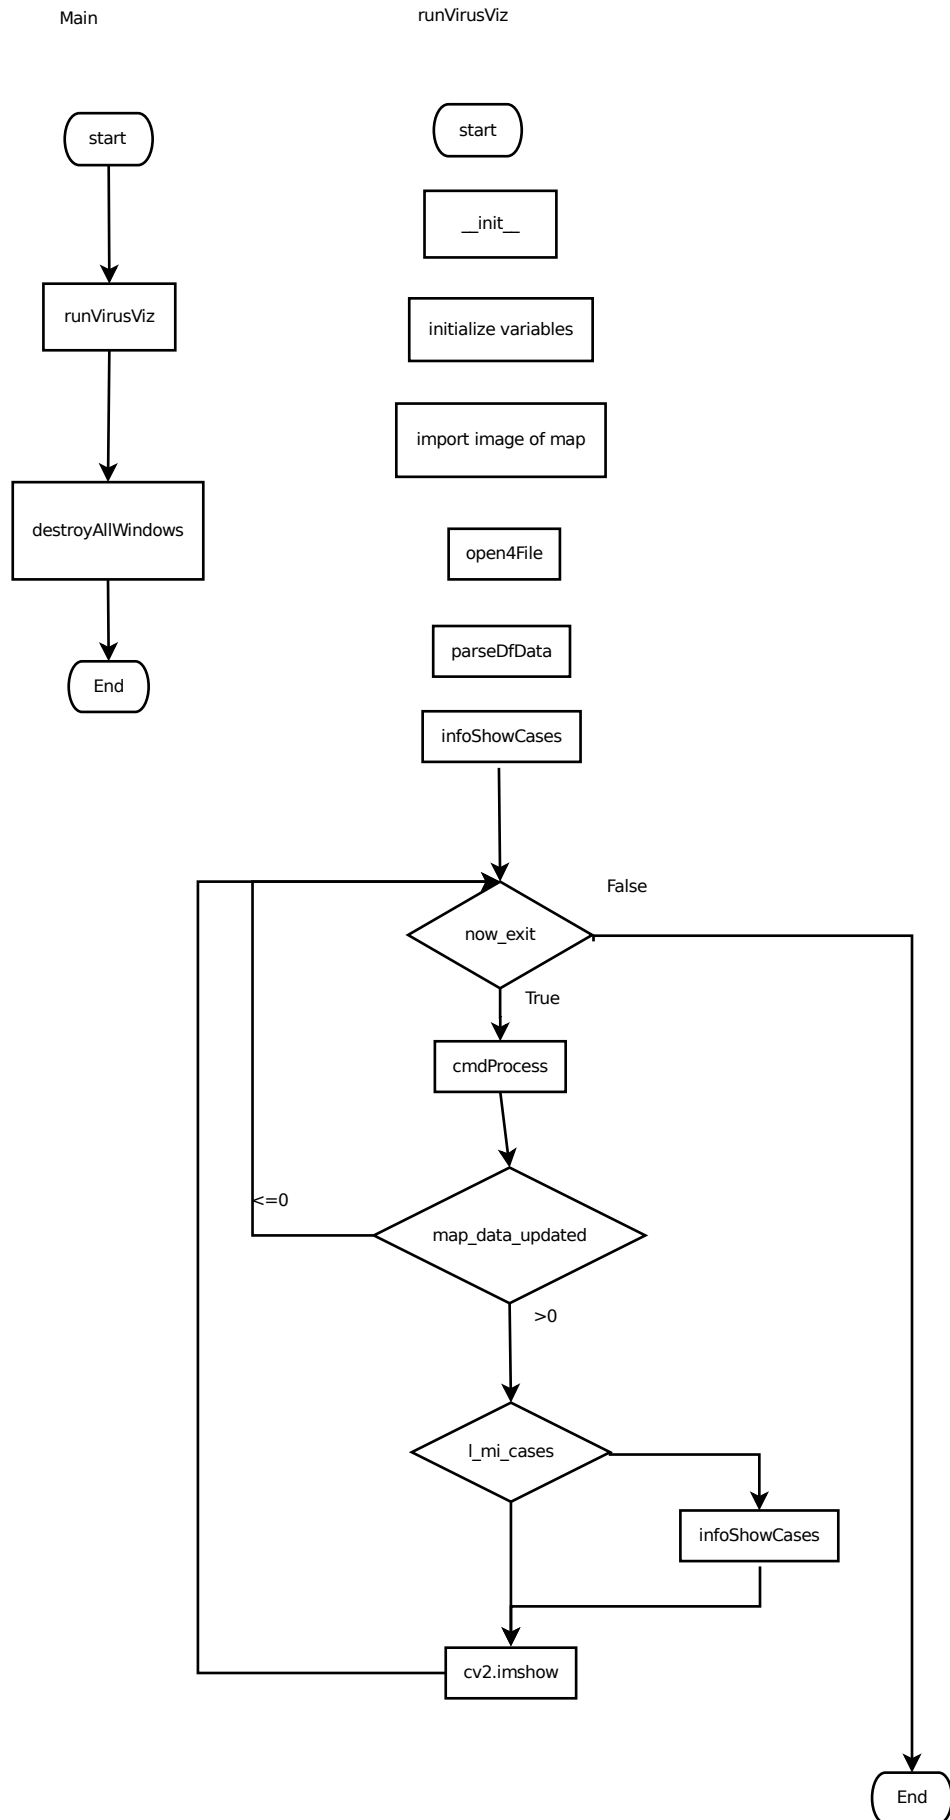 Main
runVirusViz
start
runVirusViz
destroyAllWindows
End
start
__init__
initialize variables
import image of map
open4File
parseDfData
infoShowCases
now_exit
False
True
cmdProcess
map_data_updated
<=0
>0
l_mi_cases
infoShowCases
cv2.imshow
End